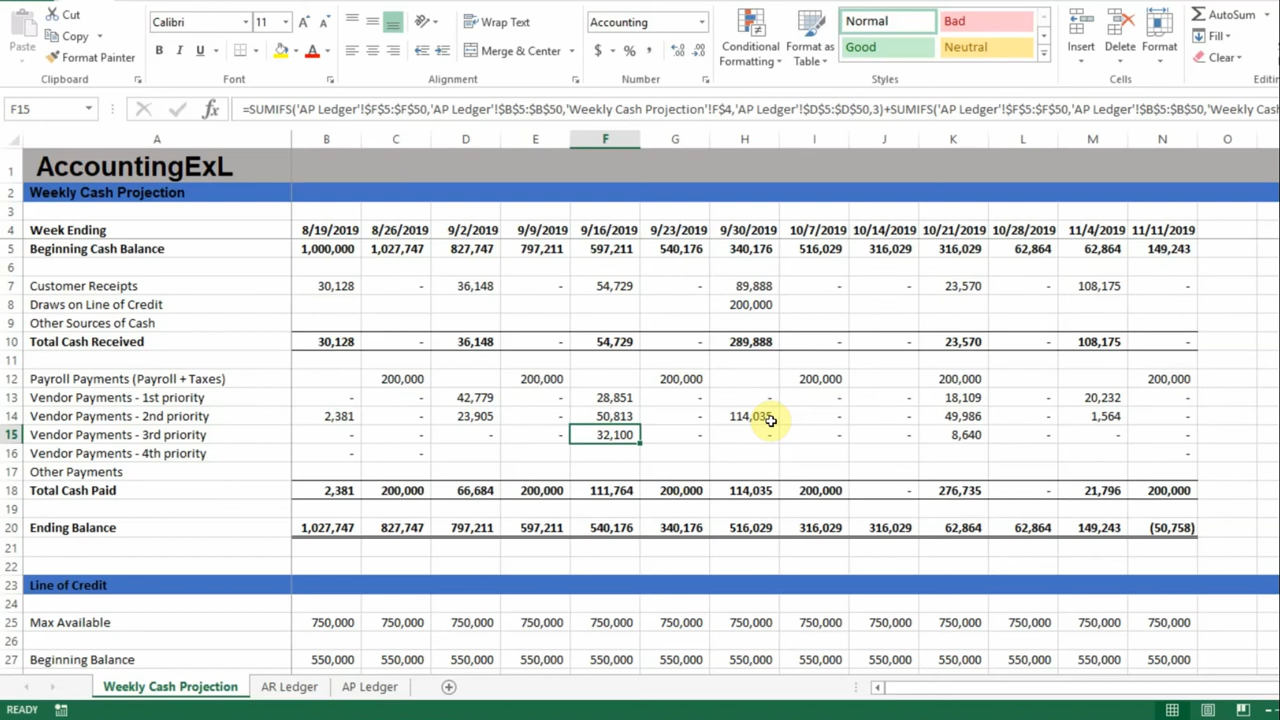 Cut
Copy
Format Painter
Paste
Clipboard
Calibri 11
B I U
Font
Wrap Text
Merge & Center
Alignment
Accounting
$ % ,
Number
Conditional Formatting
Format as Table
Normal Bad
Good Neutral
Styles
Insert Delete Format
Cells
AutoSum
Fill
Clear
F15 fx =SUMIFS('AP Ledger'!$F$5:$F$50,'AP Ledger'!$B$5:$B$50,'Weekly Cash Projection'!F$4,'AP Ledger'!$D$5:$D$50,3)+SUMIFS('AP Ledger'!$F$5:$F$50,'AP Ledger'!$B$5:$B$50,'Weekly Cas
A B C D E F G H I J K L M N O
1 AccountingExL
2 Weekly Cash Projection
3
4 Week Ending 8/19/2019 8/26/2019 9/2/2019 9/9/2019 9/16/2019 9/23/2019 9/30/2019 10/7/2019 10/14/2019 10/21/2019 10/28/2019 11/4/2019 11/11/2019
5 Beginning Cash Balance 1,000,000 1,027,747 827,747 797,211 597,211 540,176 340,176 516,029 316,029 316,029 62,864 62,864 149,243
6
7 Customer Receipts 30,128 - 36,148 - 54,729 - 89,888 - - 23,570 - 108,175 -
8 Draws on Line of Credit 200,000
9 Other Sources of Cash
10 Total Cash Received 30,128 - 36,148 - 54,729 - 289,888 - - 23,570 - 108,175 -
11
12 Payroll Payments (Payroll + Taxes) 200,000 200,000 200,000 200,000 200,000 200,000
13 Vendor Payments - 1st priority - - 42,779 - 28,851 - - - - 18,109 - 20,232 -
14 Vendor Payments - 2nd priority 2,381 - 23,905 - 50,813 - 114,035 - - 49,986 - 1,564 -
15 Vendor Payments - 3rd priority - - - - 32,100 - - - - 8,640 - - -
16 Vendor Payments - 4th priority - - -
17 Other Payments
18 Total Cash Paid 2,381 200,000 66,684 200,000 111,764 200,000 114,035 200,000 - 276,735 - 21,796 200,000
19
20 Ending Balance 1,027,747 827,747 797,211 597,211 540,176 340,176 516,029 316,029 316,029 62,864 62,864 149,243 (50,758)
21
22
23 Line of Credit
24
25 Max Available 750,000 750,000 750,000 750,000 750,000 750,000 750,000 750,000 750,000 750,000 750,000 750,000 750,000
26
27 Beginning Balance 550,000 550,000 550,000 550,000 550,000 550,000 550,000 550,000 550,000 550,000 550,000 550,000 550,000
Weekly Cash Projection AR Ledger AP Ledger
READY